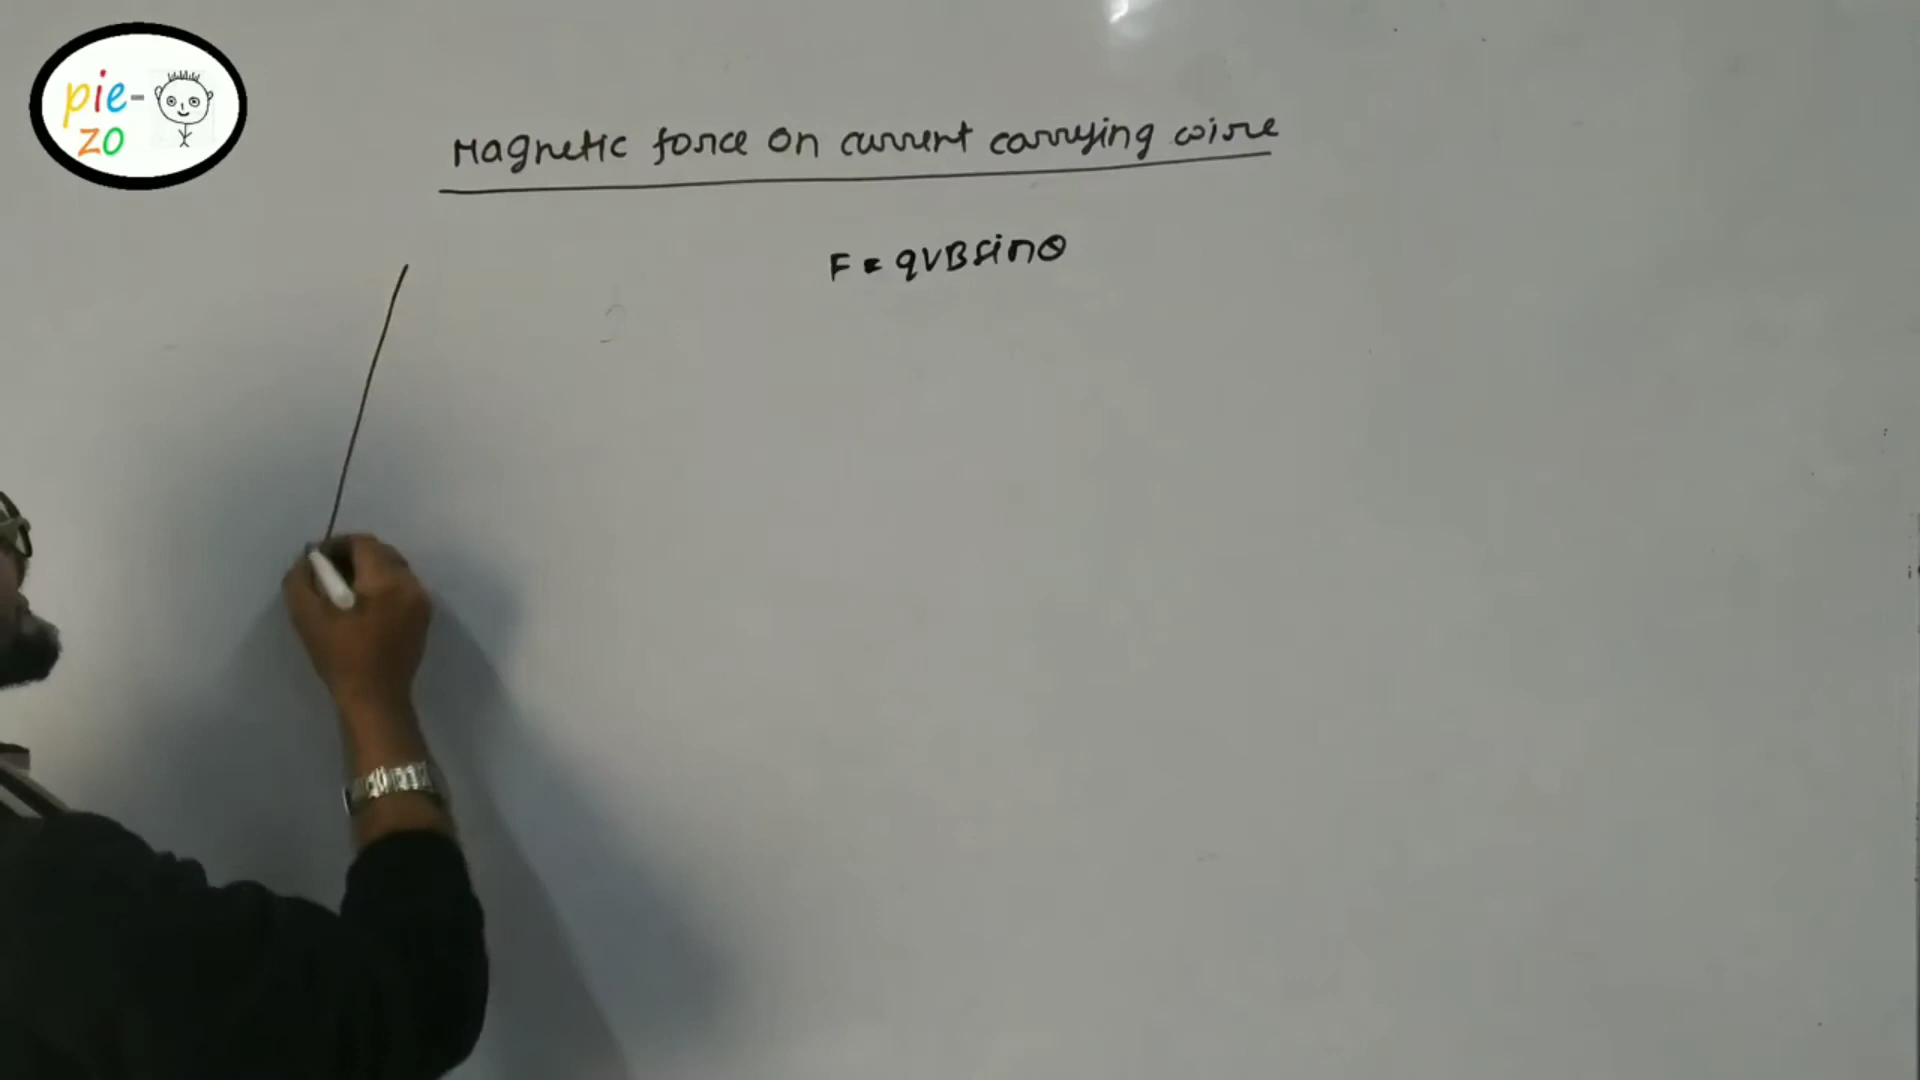 pie-
zo
Magnetic force on current carrying wire
F = qVBsinθ